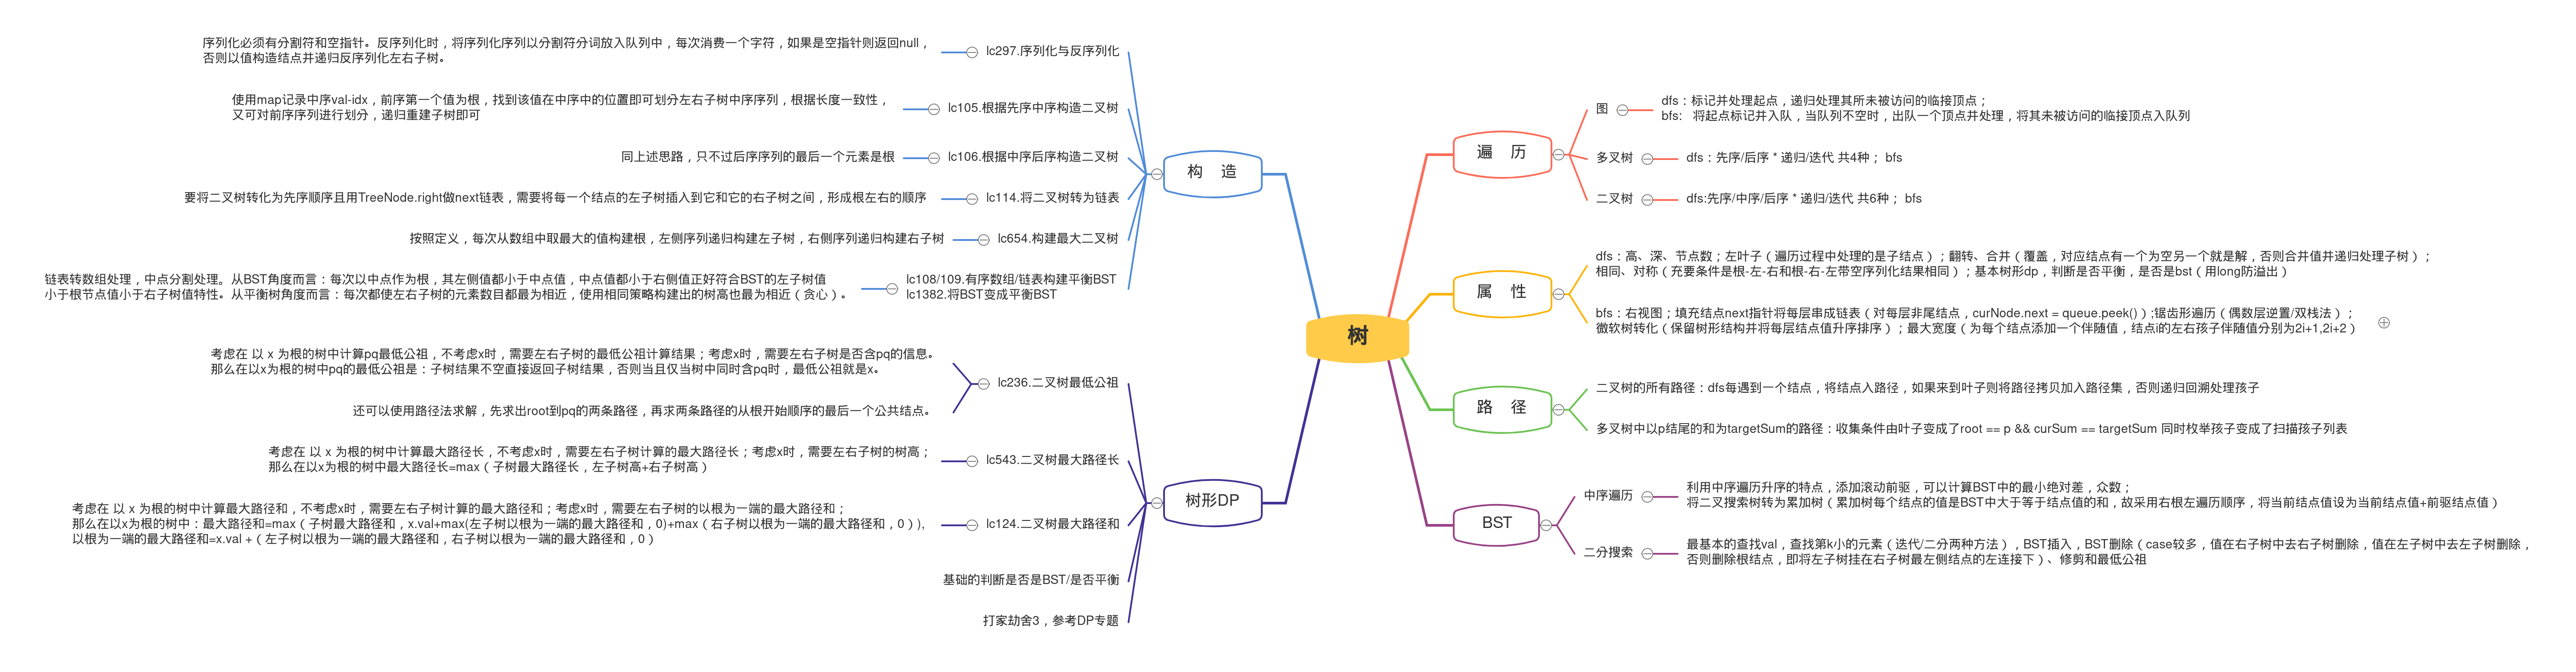 树
构 造
lc297.序列化与反序列化
序列化必须有分割符和空指针。反序列化时，将序列化序列以分割符分词放入队列中，每次消费一个字符，如果是空指针则返回null，
否则以值构造结点并递归反序列化左右子树。
lc105.根据先序中序构造二叉树
使用map记录中序val-idx，前序第一个值为根，找到该值在中序中的位置即可划分左右子树中序序列，根据长度一致性，
又可对前序序列进行划分，递归重建子树即可
lc106.根据中序后序构造二叉树
同上述思路，只不过后序序列的最后一个元素是根
lc114.将二叉树转为链表
要将二叉树转化为先序顺序且用TreeNode.right做next链表，需要将每一个结点的左子树插入到它和它的右子树之间，形成根左右的顺序
lc654.构建最大二叉树
按照定义，每次从数组中取最大的值构建根，左侧序列递归构建左子树，右侧序列递归构建右子树
lc108/109.有序数组/链表构建平衡BST
lc1382.将BST变成平衡BST
链表转数组处理，中点分割处理。从BST角度而言：每次以中点作为根，其左侧值都小于中点值，中点值都小于右侧值正好符合BST的左子树值
小于根节点值小于右子树值特性。从平衡树角度而言：每次都使左右子树的元素数目都最为相近，使用相同策略构建出的树高也最为相近（贪心）。
树形DP
lc236.二叉树最低公祖
考虑在 以 x 为根的树中计算pq最低公祖，不考虑x时，需要左右子树的最低公祖计算结果；考虑x时，需要左右子树是否含pq的信息。
那么在以x为根的树中pq的最低公祖是：子树结果不空直接返回子树结果，否则当且仅当树中同时含pq时，最低公祖就是x。
还可以使用路径法求解，先求出root到pq的两条路径，再求两条路径的从根开始顺序的最后一个公共结点。
lc543.二叉树最大路径长
考虑在 以 x 为根的树中计算最大路径长，不考虑x时，需要左右子树计算的最大路径长；考虑x时，需要左右子树的树高；
那么在以x为根的树中最大路径长=max（子树最大路径长，左子树高+右子树高）
lc124.二叉树最大路径和
考虑在 以 x 为根的树中计算最大路径和，不考虑x时，需要左右子树计算的最大路径和；考虑x时，需要左右子树的以根为一端的最大路径和；
那么在以x为根的树中：最大路径和=max（子树最大路径和，x.val+max(左子树以根为一端的最大路径和，0)+max（右子树以根为一端的最大路径和，0）)，
以根为一端的最大路径和=x.val +（左子树以根为一端的最大路径和，右子树以根为一端的最大路径和，0）
基础的判断是否是BST/是否平衡
打家劫舍3，参考DP专题
遍 历
图
dfs：标记并处理起点，递归处理其所未被访问的临接顶点；
bfs: 将起点标记并入队，当队列不空时，出队一个顶点并处理，将其未被访问的临接顶点入队列
多叉树
dfs：先序/后序 * 递归/迭代 共4种； bfs
二叉树
dfs:先序/中序/后序 * 递归/迭代 共6种； bfs
属 性
dfs：高、深、节点数；左叶子（遍历过程中处理的是子结点）；翻转、合并（覆盖，对应结点有一个为空另一个就是解，否则合并值并递归处理子树）；
相同、对称（充要条件是根-左-右和根-右-左带空序列化结果相同）；基本树形dp，判断是否平衡，是否是bst（用long防溢出）
bfs：右视图；填充结点next指针将每层串成链表（对每层非尾结点，curNode.next = queue.peek()）;锯齿形遍历（偶数层逆置/双栈法）；
微软树转化（保留树形结构并将每层结点值升序排序）；最大宽度（为每个结点添加一个伴随值，结点i的左右孩子伴随值分别为2i+1,2i+2）
路 径
二叉树的所有路径：dfs每遇到一个结点，将结点入路径，如果来到叶子则将路径拷贝加入路径集，否则递归回溯处理孩子
多叉树中以p结尾的和为targetSum的路径：收集条件由叶子变成了root == p && curSum == targetSum 同时枚举孩子变成了扫描孩子列表
BST
中序遍历
利用中序遍历升序的特点，添加滚动前驱，可以计算BST中的最小绝对差，众数；
将二叉搜索树转为累加树（累加树每个结点的值是BST中大于等于结点值的和，故采用右根左遍历顺序，将当前结点值设为当前结点值+前驱结点值）
二分搜索
最基本的查找val，查找第k小的元素（迭代/二分两种方法），BST插入，BST删除（case较多，值在右子树中去右子树删除，值在左子树中去左子树删除，
否则删除根结点，即将左子树挂在右子树最左侧结点的左连接下）、修剪和最低公祖